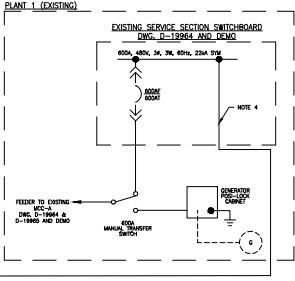 PLANT 1 (EXISTING)
EXISTING SERVICE SECTION SWITCHBOARD
DWG. D-19964 AND DEMO
600A, 480V, 3Ø, 3W, 60Hz, 22kA SYM
600AF
600AT
NOTE 4
FEEDER TO EXISTING
MCC-A
DWG. D-19964 &
D-19965 AND DEMO
600A
MANUAL TRANSFER
SWITCH
GENERATOR
POSI-LOCK
CABINET
G